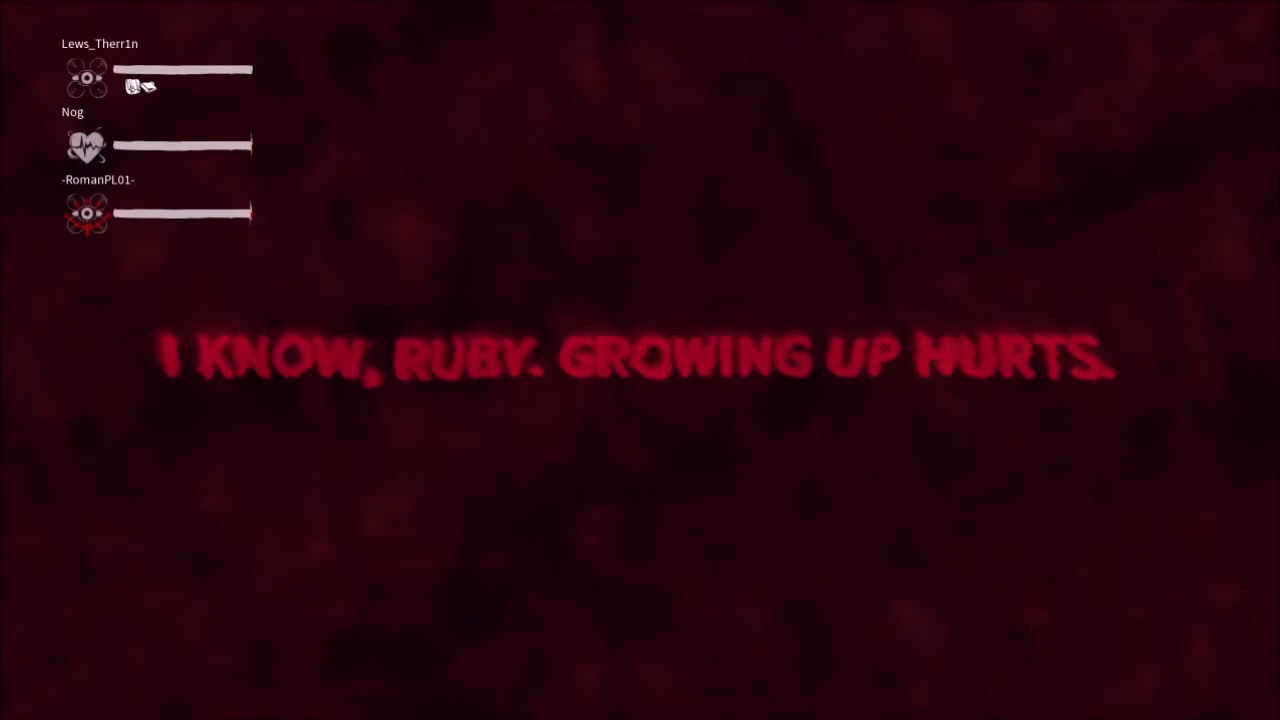 Lews_Therr1n
Nog
-RomanPL01-
I KNOW, RUBY. GROWING UP HURTS.